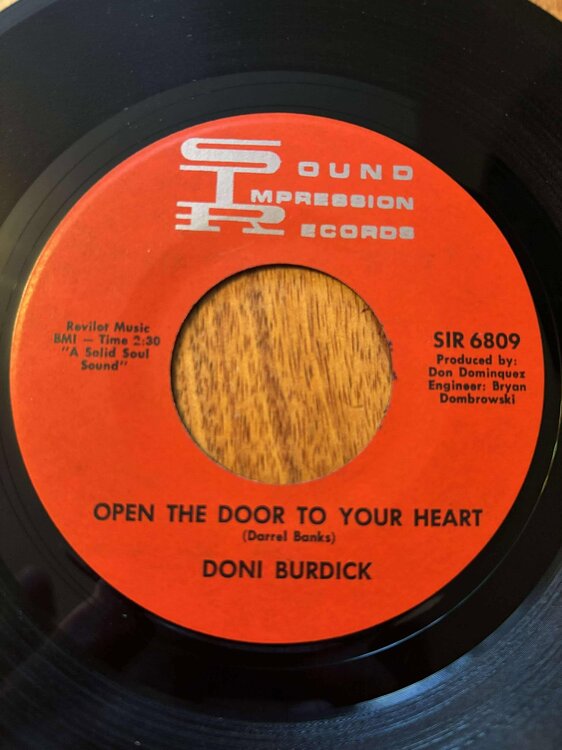 SOUND
IMPRESSION
RECORDS
Revilot Music
BMI — Time 2:30
"A Solid Soul
Sound"
SIR 6809
Produced by:
Don Dominquez
Engineer: Bryan
Dombrowski
OPEN THE DOOR TO YOUR HEART
(Darrel Banks)
DONI BURDICK